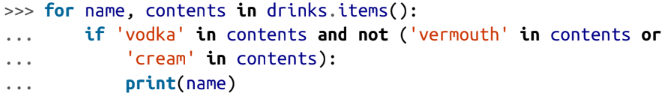 >>> for name, contents in drinks.items():
...     if 'vodka' in contents and not ('vermouth' in contents or
...         'cream' in contents):
...         print(name)